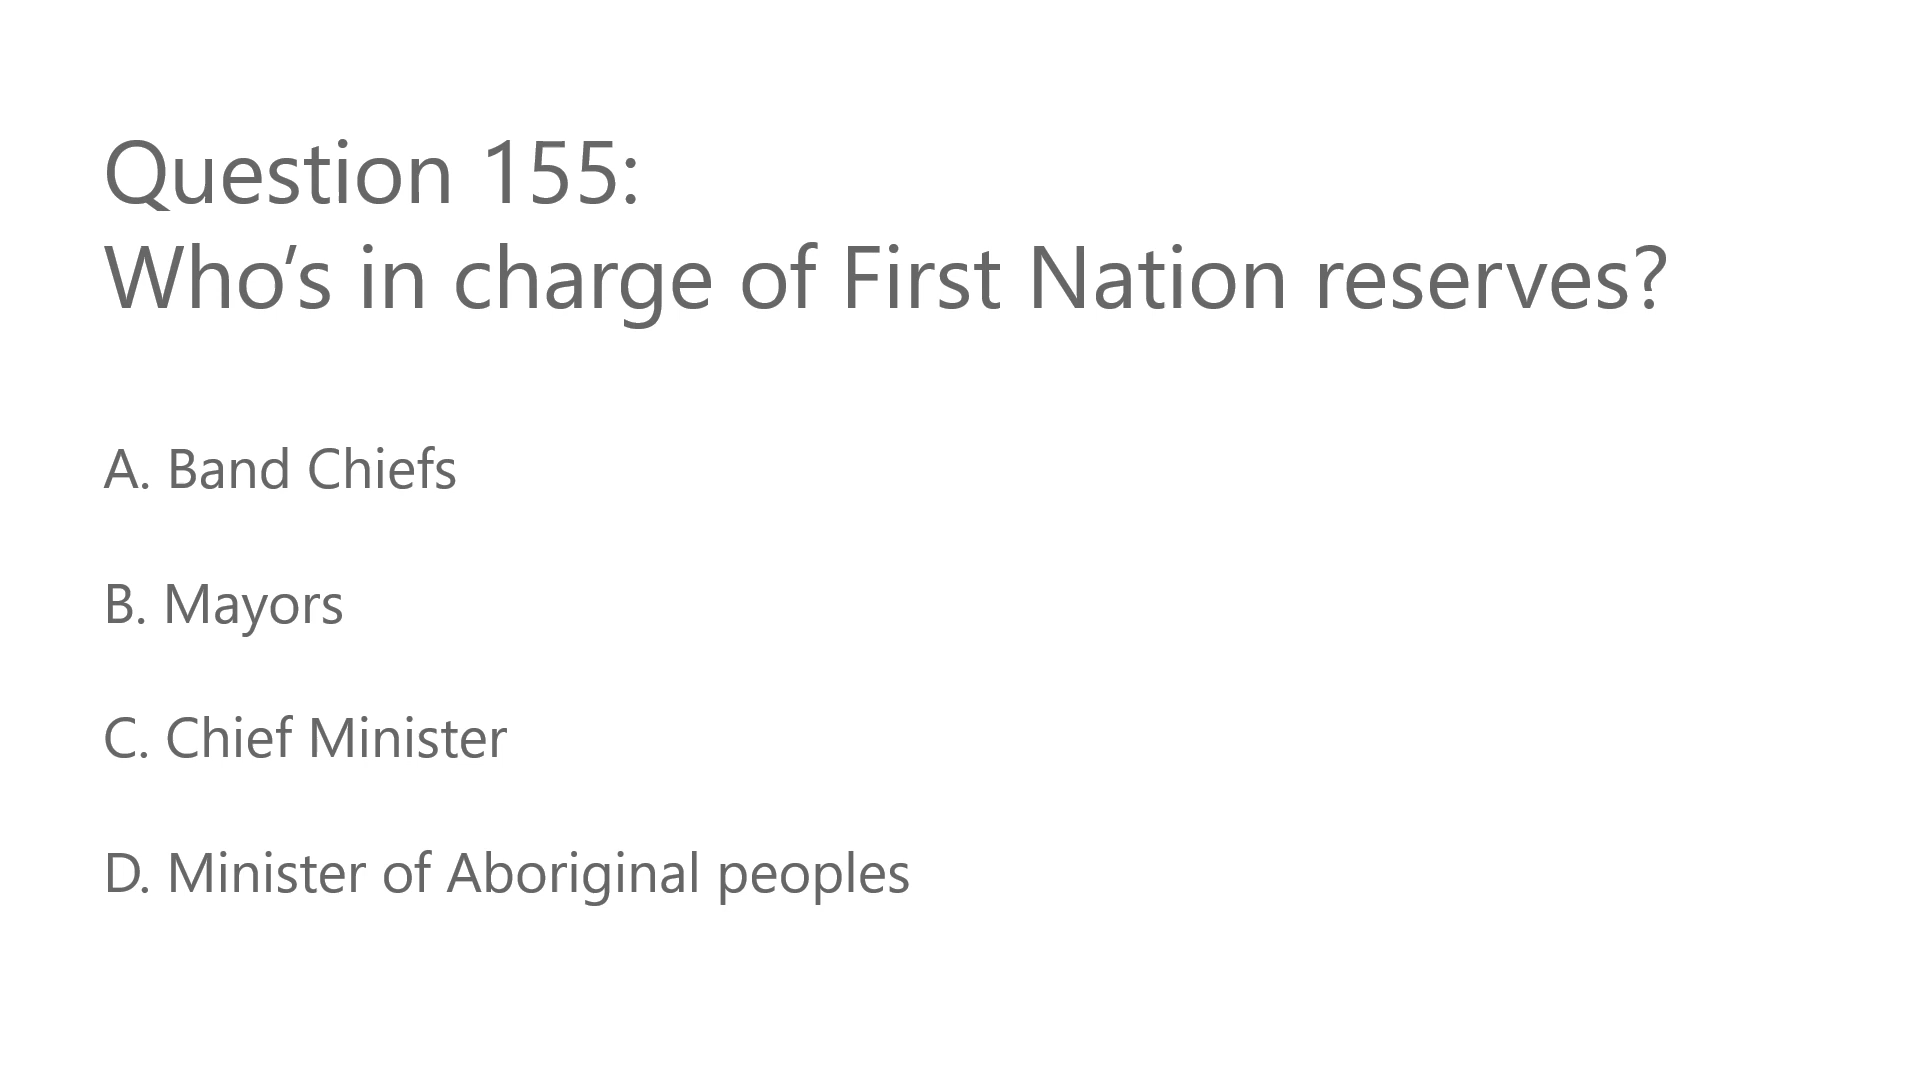 Question 155:
Who’s in charge of First Nation reserves?
A. Band Chiefs
B. Mayors
C. Chief Minister
D. Minister of Aboriginal peoples